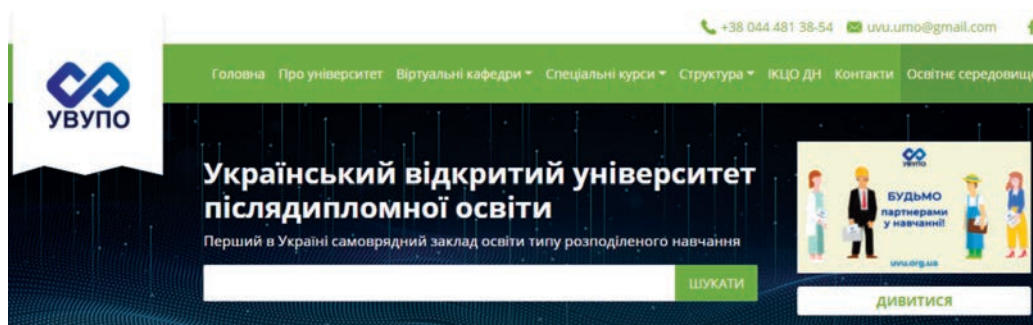 +38 044 481 38-54 uvu.umo@gmail.com
УВУПО
Головна Про університет Віртуальні кафедри Спеціальні курси Структура ІКЦО ДН Контакти Освітнє середовище
Український відкритий університет
післядипломної освіти
Перший в Україні самоврядний заклад освіти типу розподіленого навчання
ШУКАТИ
УВУПО
БУДЬМО
партнерами
у навчанні!
uvu.org.ua
ДИВИТИСЯ